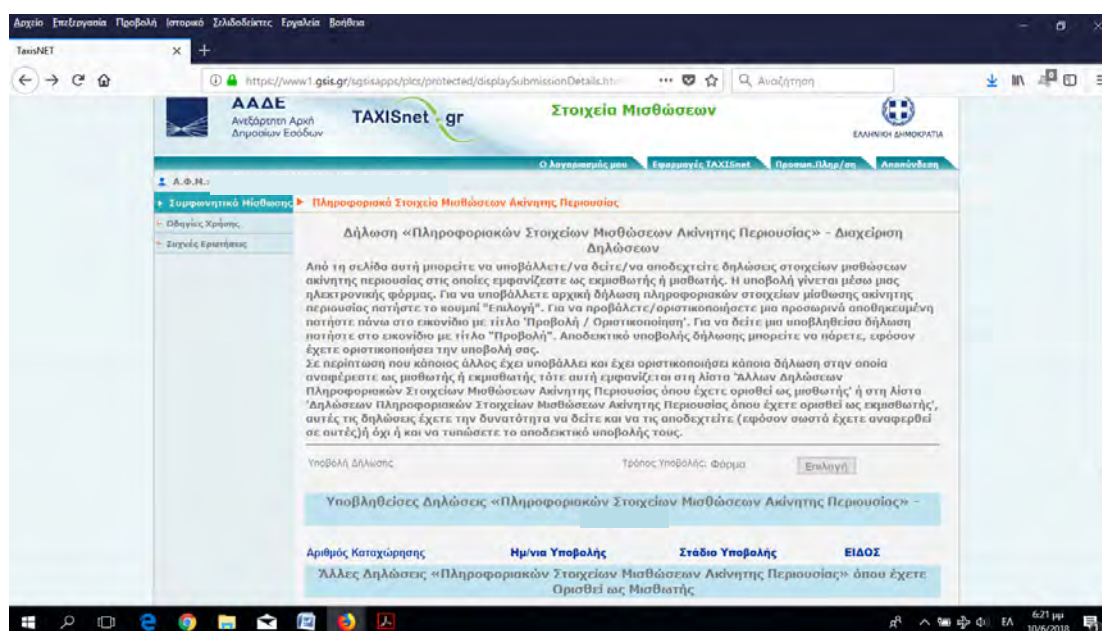 Αρχείο Επεξεργασία Προβολή Ιστορικό Σελιδοδείκτες Εργαλεία Βοήθεια
TaxisNET
https://www1.gsis.gr/sgsisapps/plcs/protected/displaySubmissionDetails.htm
Αναζήτηση
ΑΑΔΕ
Ανεξάρτητη Αρχή
Δημοσίων Εσόδων
TAXISnet gr
Στοιχεία Μισθώσεων
ΕΛΛΗΝΙΚΗ ΔΗΜΟΚΡΑΤΙΑ
Ο λογαριασμός μου Εφαρμογές TAXISnet Προσωπ.Πληρ/ση Αποσύνδεση
Α.Φ.Μ.:
Συμφωνητικό Μίσθωσης
Πληροφοριακά Στοιχεία Μισθώσεων Ακίνητης Περιουσίας
Οδηγίες Χρήσης
Συχνές Ερωτήσεις
Δήλωση «Πληροφοριακών Στοιχείων Μισθώσεων Ακίνητης Περιουσίας» - Διαχείριση
Δηλώσεων
Από τη σελίδα αυτή μπορείτε να υποβάλλετε/να δείτε/να αποδεχτείτε δηλώσεις στοιχείων μισθώσεων
ακίνητης περιουσίας στις οποίες εμφανίζεστε ως εκμισθωτής ή μισθωτής. Η υποβολή γίνεται μέσω μιας
ηλεκτρονικής φόρμας. Για να υποβάλλετε αρχική δήλωση πληροφοριακών στοιχείων μίσθωσης ακίνητης
περιουσίας πατήστε το κουμπί "Επιλογή". Για να προβάλετε/οριστικοποιήσετε μια προσωρινά αποθηκευμένη
πατήστε πάνω στο εικονίδιο με τίτλο 'Προβολή / Οριστικοποίηση'. Για να δείτε μια υποβληθείσα δήλωση
πατήστε στο εικονίδιο με τίτλο "Προβολή". Αποδεικτικό υποβολής δήλωσης μπορείτε να πάρετε, εφόσον
έχετε οριστικοποιήσει την υποβολή σας.
Σε περίπτωση που κάποιος άλλος έχει υποβάλλει και έχει οριστικοποιήσει κάποια δήλωση στην οποία
αναφέρεστε ως μισθωτής ή εκμισθωτής τότε αυτή εμφανίζεται στη λίστα 'Άλλων Δηλώσεων
Πληροφοριακών Στοιχείων Μισθώσεων Ακίνητης Περιουσίας όπου έχετε ορισθεί ως μισθωτής' ή στη λίστα
'Δηλώσεων Πληροφοριακών Στοιχείων Μισθώσεων Ακίνητης Περιουσίας όπου έχετε ορισθεί ως εκμισθωτής',
αυτές τις δηλώσεις έχετε την δυνατότητα να δείτε και να τις αποδεχτείτε (εφόσον σωστά έχετε αναφερθεί
σε αυτές)ή όχι ή και να τυπώσετε το αποδεικτικό υποβολής τους.
Υποβολή Δήλωσης Τρόπος Υποβολής: Φόρμα Επιλογή
Υποβληθείσες Δηλώσεις «Πληροφοριακών Στοιχείων Μισθώσεων Ακίνητης Περιουσίας» -
Αριθμός Καταχώρησης Ημ/νια Υποβολής Στάδιο Υποβολής ΕΙΔΟΣ
'Άλλες Δηλώσεις «Πληροφοριακών Στοιχείων Μισθώσεων Ακίνητης Περιουσίας» όπου έχετε
Ορισθεί ως Μισθωτής
ΕΛ
6:21 μμ
10/6/2018